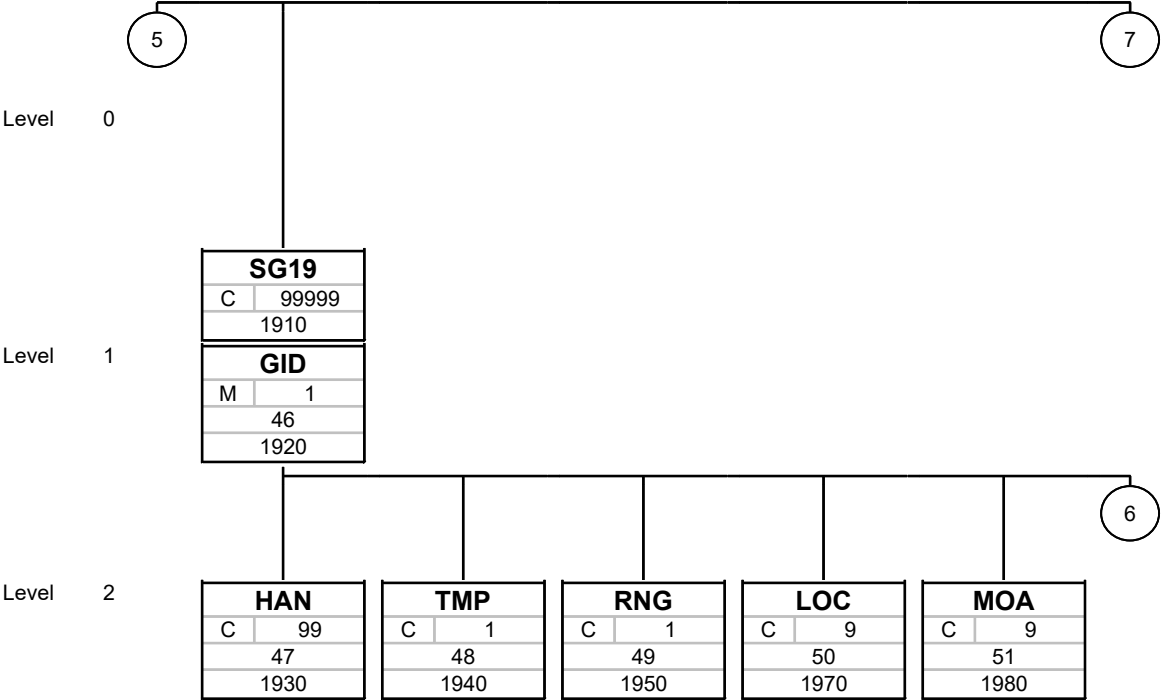 5
7
Level 0
SG19
C 99999
1910
Level 1
GID
M 1
46
1920
6
Level 2
HAN
C 99
47
1930
TMP
C 1
48
1940
RNG
C 1
49
1950
LOC
C 9
50
1970
MOA
C 9
51
1980